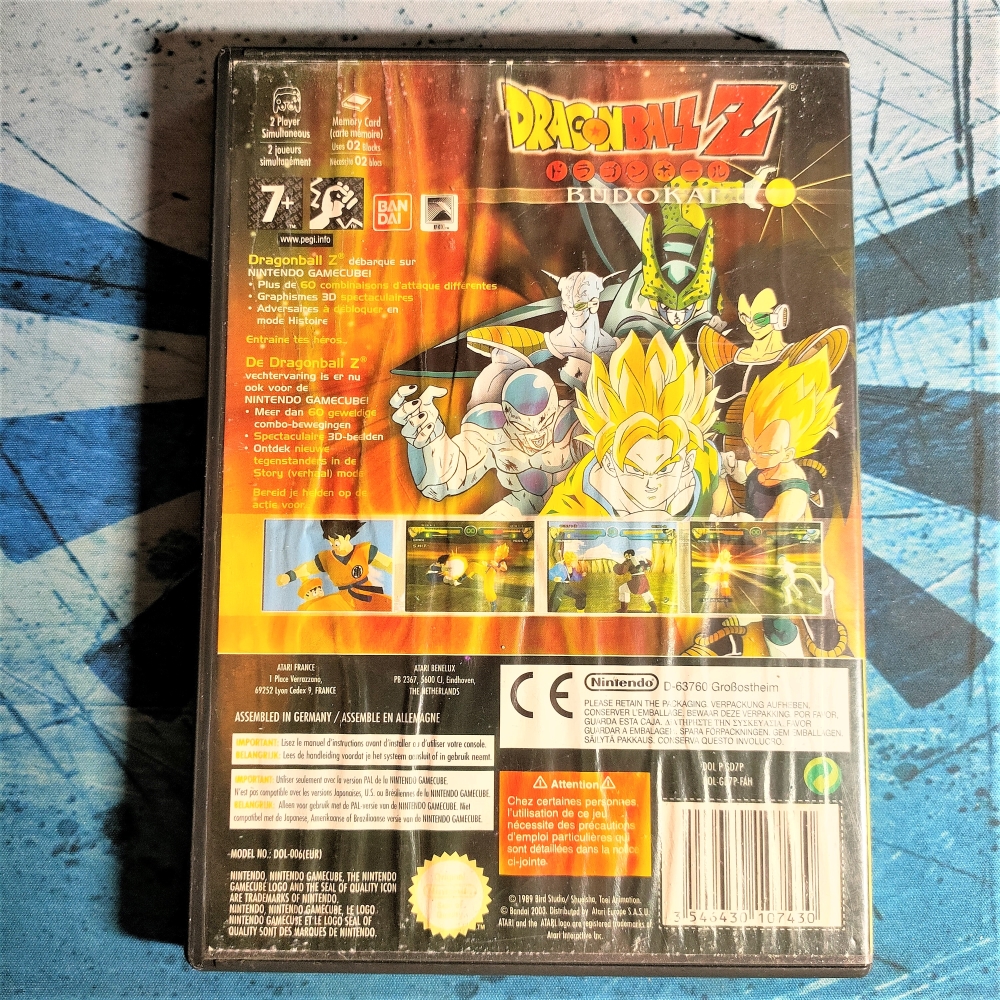 2 Player
Simultaneous
2 joueurs
simultanément
Memory Card
(carte mémoire)
Uses 02 Blocks.
Nécessite 02 blocs
DRAGON BALL Z®
ドラゴンボール
BUDOKAI
7+
www.pegi.info
BAN
DAI
Dragonball Z® débarque sur
NINTENDO GAMECUBE!
• Plus de 60 combinaisons d'attaque différentes
• Graphismes 3D spectaculaires
• Adversaires à débloquer en
mode Histoire
Entraîne tes héros...
De Dragonball Z®
vechtervaring is er nu
ook voor de
NINTENDO GAMECUBE!
• Meer dan 60 geweldige
combo-bewegingen
• Spectaculaire 3D-beelden
• Ontdek nieuwe
tegenstanders in de
Story (verhaal) mode
Bereid je helden op de
actie voor.
ATARI FRANCE
1 Place Verrazzano,
69252 Lyon Cedex 9, FRANCE
ATARI BENELUX
PB 2367, 5600 CJ, Eindhoven,
THE NETHERLANDS
ASSEMBLED IN GERMANY / ASSEMBLE EN ALLEMAGNE
IMPORTANT: Lisez le manuel d'instructions avant d'installer ou d'utiliser votre console.
BELANGRIJK: Lees de handleiding voordat je het systeem aansluit of in gebruik neemt.
IMPORTANT: Utiliser seulement avec la version PAL de la NINTENDO GAMECUBE.
N'est pas compatible avec les versions Japonaises, U.S. ou Brésiliennes de la NINTENDO GAMECUBE.
BELANGRIJK: Alleen voor gebruik met de PAL-versie van de NINTENDO GAMECUBE. Niet
compatibel met de Japanse, Amerikaanse of Braziliaanse versie van de NINTENDO GAMECUBE.
MODEL NO.: DOL-006(EUR)
NINTENDO, NINTENDO GAMECUBE, THE NINTENDO
GAMECUBE LOGO AND THE SEAL OF QUALITY ICON
ARE TRADEMARKS OF NINTENDO.
NINTENDO, NINTENDO GAMECUBE, LE LOGO
NINTENDO GAMECUBE ET LE LOGO SEAL OF
QUALITY SONT DES MARQUES DE NINTENDO.
CE
Nintendo D-63760 Großostheim
PLEASE RETAIN THE PACKAGING. VERPACKUNG AUFHEBEN.
CONSERVER L'EMBALLAGE. BEWAAR DEZE VERPAKKING. POR FAVOR,
GUARDA ESTA CAJA. ΔΙΑΤΗΡΗΣΤΕ ΤΗΝ ΣΥΣΚΕΥΑΣΙΑ. FAVOR
GUARDAR A EMBALAGEM. SPARA FÖRPACKNINGEN. GEM EMBALLAGEN.
SÄILYTÄ PAKKAUS. CONSERVA QUESTO INVOLUCRO.
Attention
Chez certaines personnes,
l'utilisation de ce jeu
nécessite des précautions
d'emploi particulières qui
sont détaillées dans la notice
ci-jointe.
DOL P GD7P
DOL-GD7P-FAH
© 1989 Bird Studio/ Shueisha, Toei Animation.
© Bandai 2003. Distributed by Atari Europe S.A.S.U.
ATARI and the ATARI logo are registered trademarks of
Atari Interactive Inc.
3 546430 107430